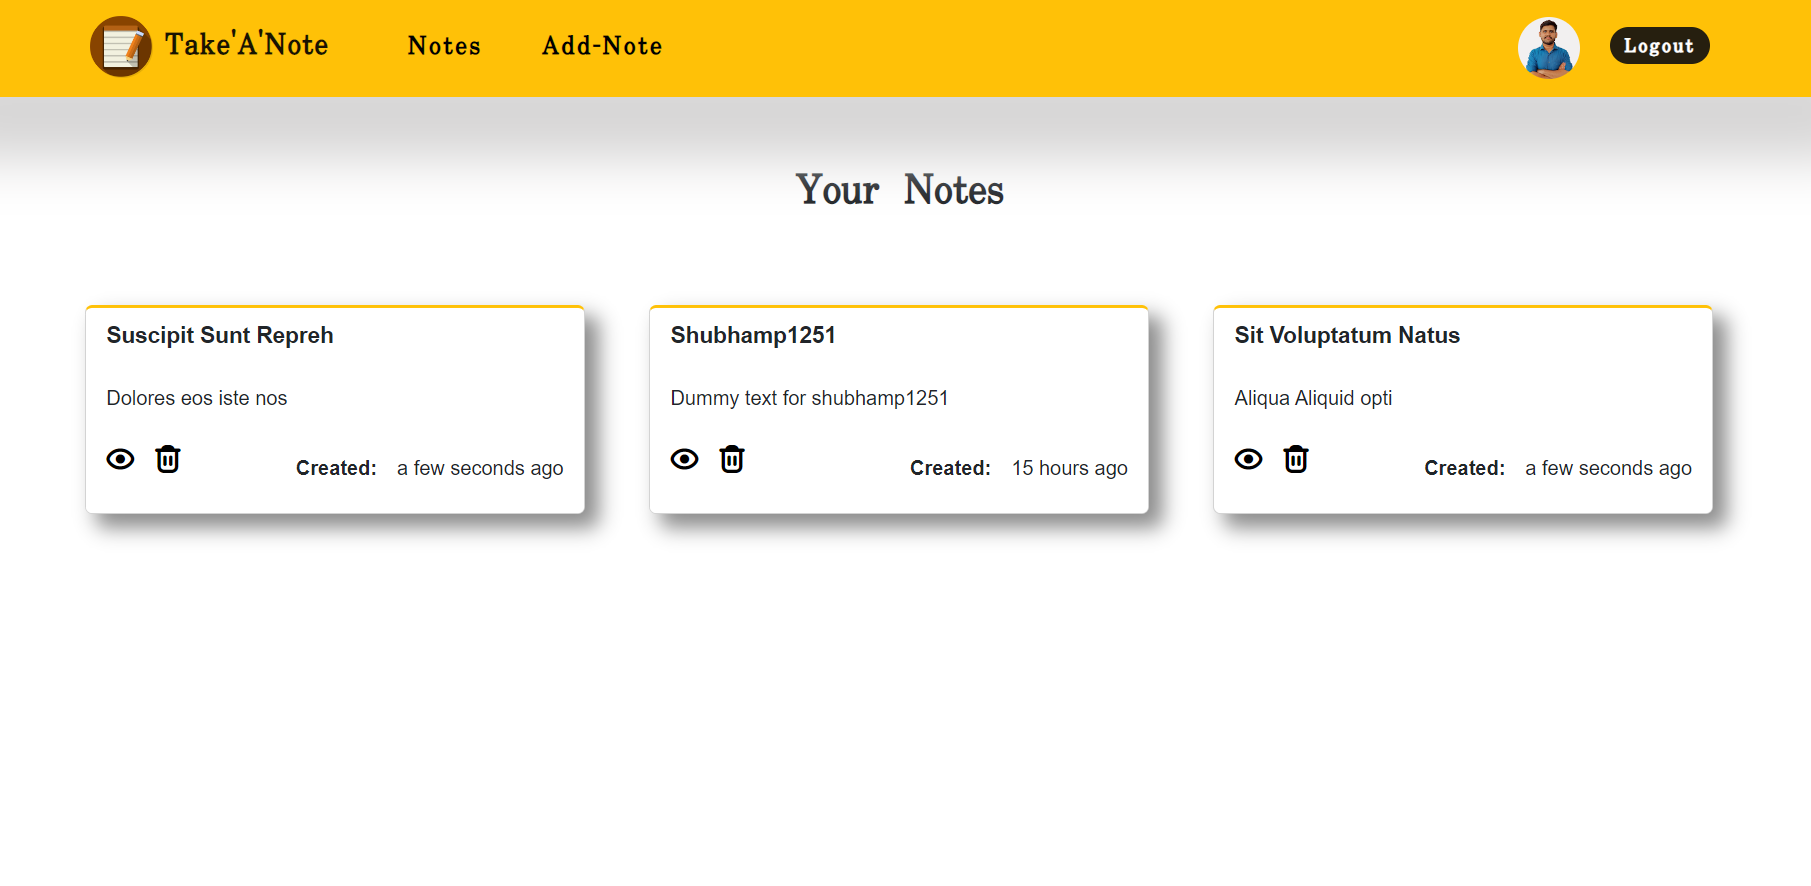 Take'A'Note Notes Add-Note Logout
Your Notes
Suscipit Sunt Repreh
Dolores eos iste nos
Created: a few seconds ago
Shubhamp1251
Dummy text for shubhamp1251
Created: 15 hours ago
Sit Voluptatum Natus
Aliqua Aliquid opti
Created: a few seconds ago